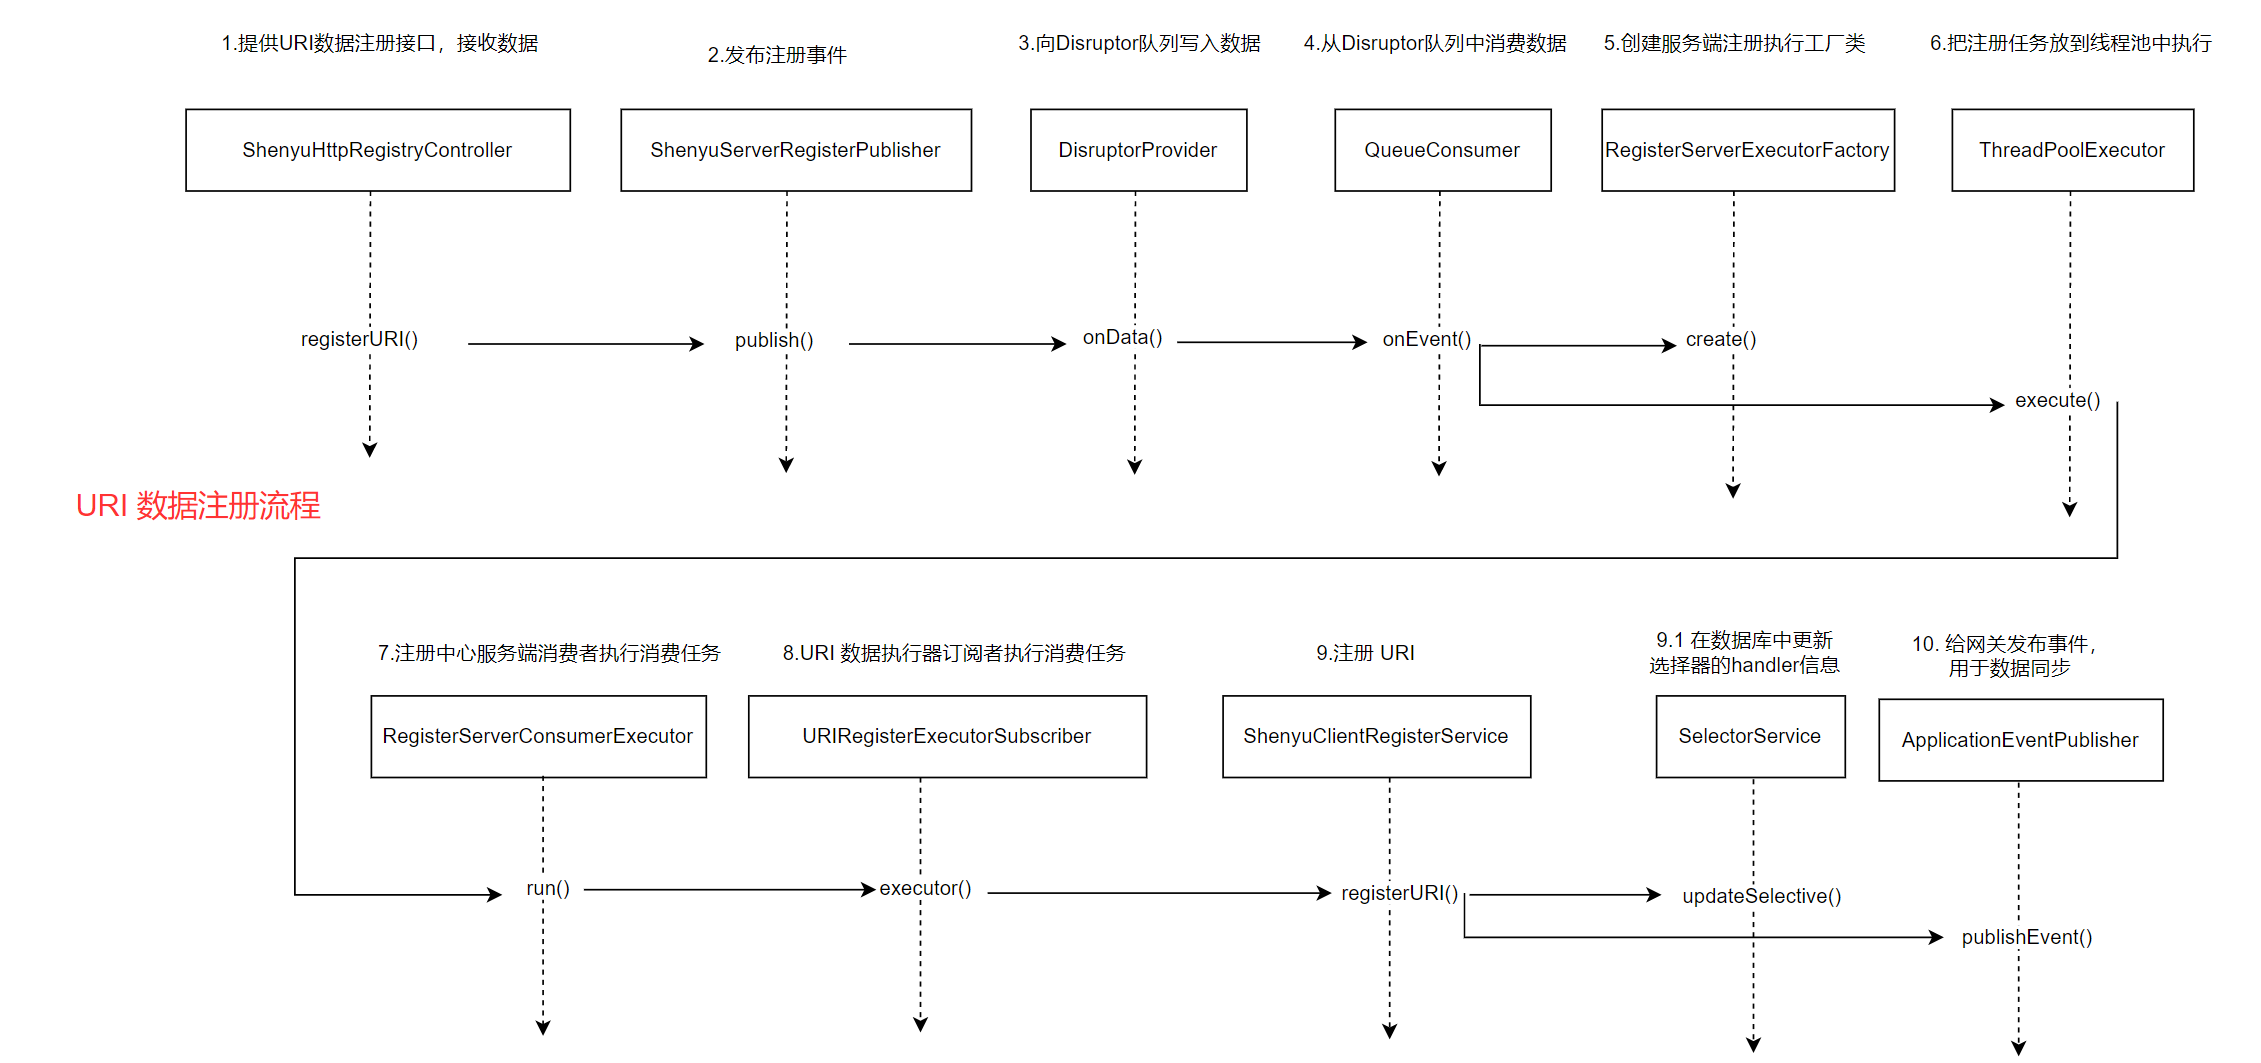 1.提供URI数据注册接口，接收数据
2.发布注册事件
3.向Disruptor队列写入数据
4.从Disruptor队列中消费数据
5.创建服务端注册执行工厂类
6.把注册任务放到线程池中执行
ShenyuHttpRegistryController
ShenyuServerRegisterPublisher
DisruptorProvider
QueueConsumer
RegisterServerExecutorFactory
ThreadPoolExecutor
registerURI()
publish()
onData()
onEvent()
create()
execute()
URI 数据注册流程
7.注册中心服务端消费者执行消费任务
8.URI 数据执行器订阅者执行消费任务
9.注册 URI
9.1 在数据库中更新
选择器的handler信息
10. 给网关发布事件，
用于数据同步
RegisterServerConsumerExecutor
URIRegisterExecutorSubscriber
ShenyuClientRegisterService
SelectorService
ApplicationEventPublisher
run()
executor()
registerURI()
updateSelective()
publishEvent()